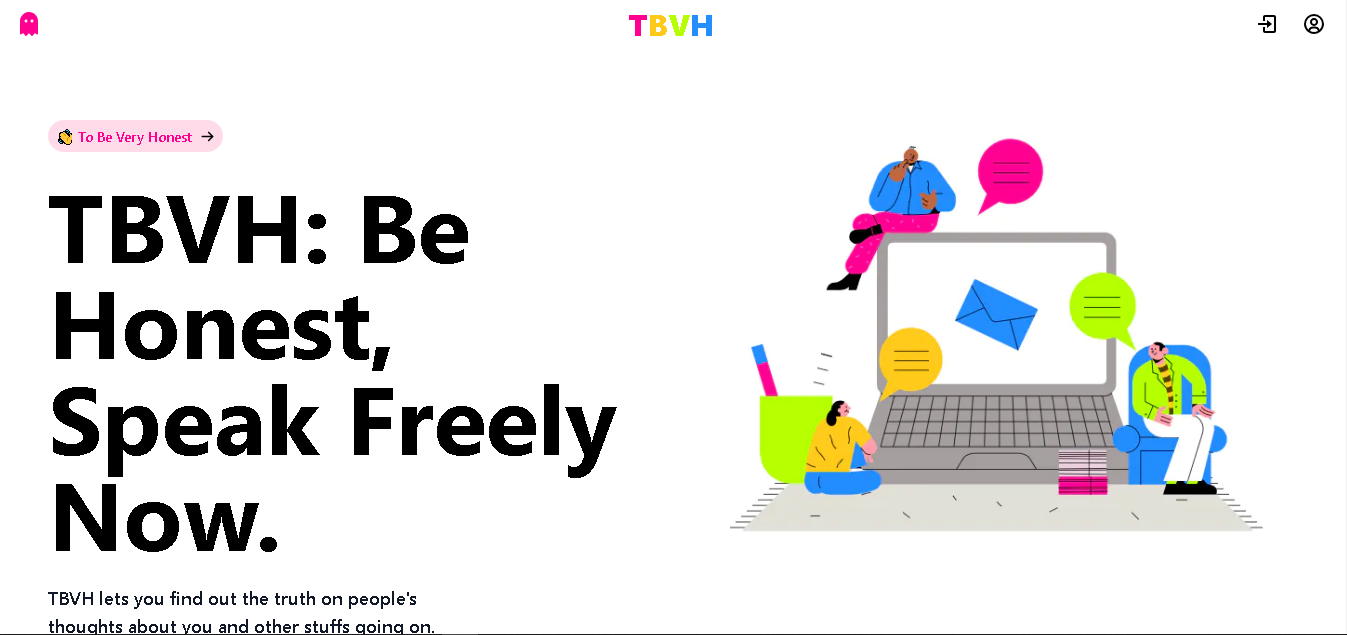 TBVH
👏 To Be Very Honest →
TBVH: Be
Honest,
Speak Freely
Now.
TBVH lets you find out the truth on people's
thoughts about you and other stuffs going on.